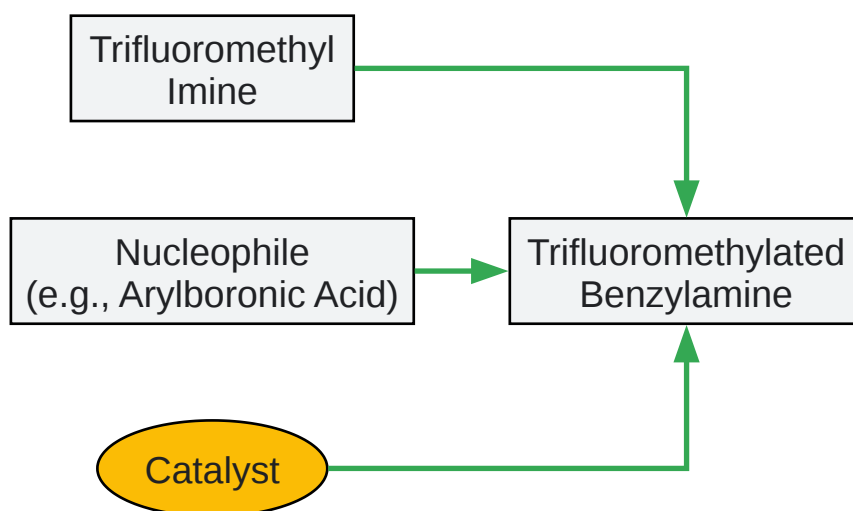 Trifluoromethyl
Imine
Nucleophile
(e.g., Arylboronic Acid)
Trifluoromethylated
Benzylamine
Catalyst